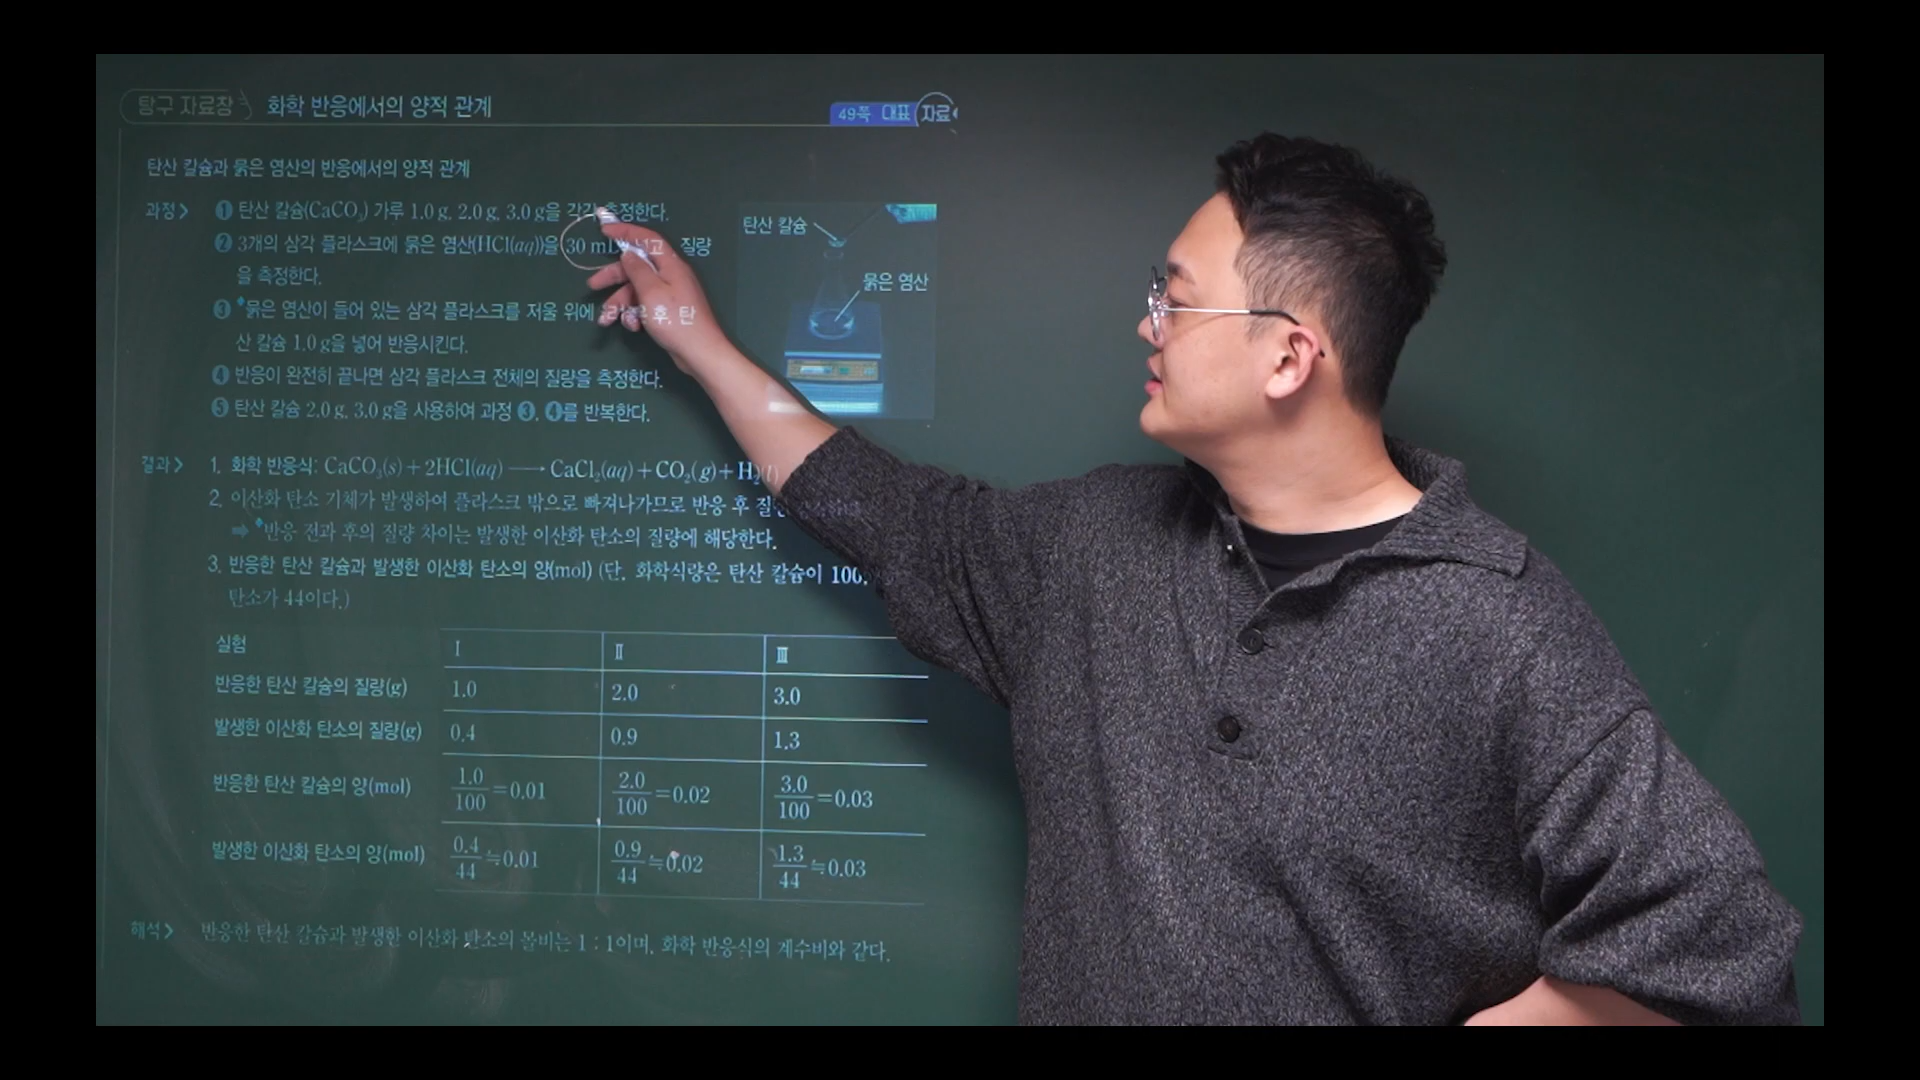 탐구 자료창 화학 반응에서의 양적 관계 49쪽 대표 자료
탄산 칼슘과 묽은 염산의 반응에서의 양적 관계
과정 ❶ 탄산 칼슘(CaCO₃) 가루 1.0 g, 2.0 g, 3.0 g을 각각 측정한다.
❷ 3개의 삼각 플라스크에 묽은 염산(HCl(aq))을 30 mL씩 넣고 질량
을 측정한다.
❸ 묽은 염산이 들어 있는 삼각 플라스크를 저울 위에 후, 탄
산 칼슘 1.0 g을 넣어 반응시킨다.
❹ 반응이 완전히 끝나면 삼각 플라스크 전체의 질량을 측정한다.
❺ 탄산 칼슘 2.0 g, 3.0 g을 사용하여 과정 ❸, ❹를 반복한다.
탄산 칼슘
묽은 염산
결과 1. 화학 반응식: CaCO₃(s) + 2HCl(aq) → CaCl₂(aq) + CO₂(g) + H₂
2. 이산화 탄소 기체가 발생하여 플라스크 밖으로 빠져나가므로 반응 후
➡ 반응 전과 후의 질량 차이는 발생한 이산화 탄소의 질량에 해당한다.
3. 반응한 탄산 칼슘과 발생한 이산화 탄소의 양(mol) (단, 화학식량은 탄산 칼슘이 100,
탄소가 44이다.)
실험 Ⅰ Ⅱ Ⅲ
반응한 탄산 칼슘의 질량(g) 1.0 2.0 3.0
발생한 이산화 탄소의 질량(g) 0.4 0.9 1.3
반응한 탄산 칼슘의 양(mol) 1.0/100=0.01 2.0/100=0.02 3.0/100=0.03
발생한 이산화 탄소의 양(mol) 0.4/44≒0.01 0.9/44≒0.02 1.3/44≒0.03
해석 반응한 탄산 칼슘과 발생한 이산화 탄소의 몰비는 1 : 1이며, 화학 반응식의 계수비와 같다.